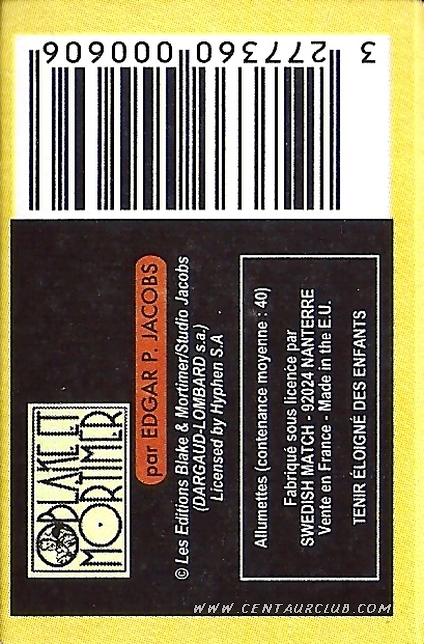 3 277360 000606
BLAKE ET
MORTIMER
par EDGAR P. JACOBS
© Les Editions Blake & Mortimer/Studio Jacobs
(DARGAUD-LOMBARD s.a.)
Licensed by Hyphen S.A
Allumettes (contenance moyenne : 40)
Fabriqué sous licence par
SWEDISH MATCH - 92024 NANTERRE
Vente en France - Made in the E.U.
TENIR ÉLOIGNÉ DES ENFANTS
WWW.CENTAURCLUB.COM